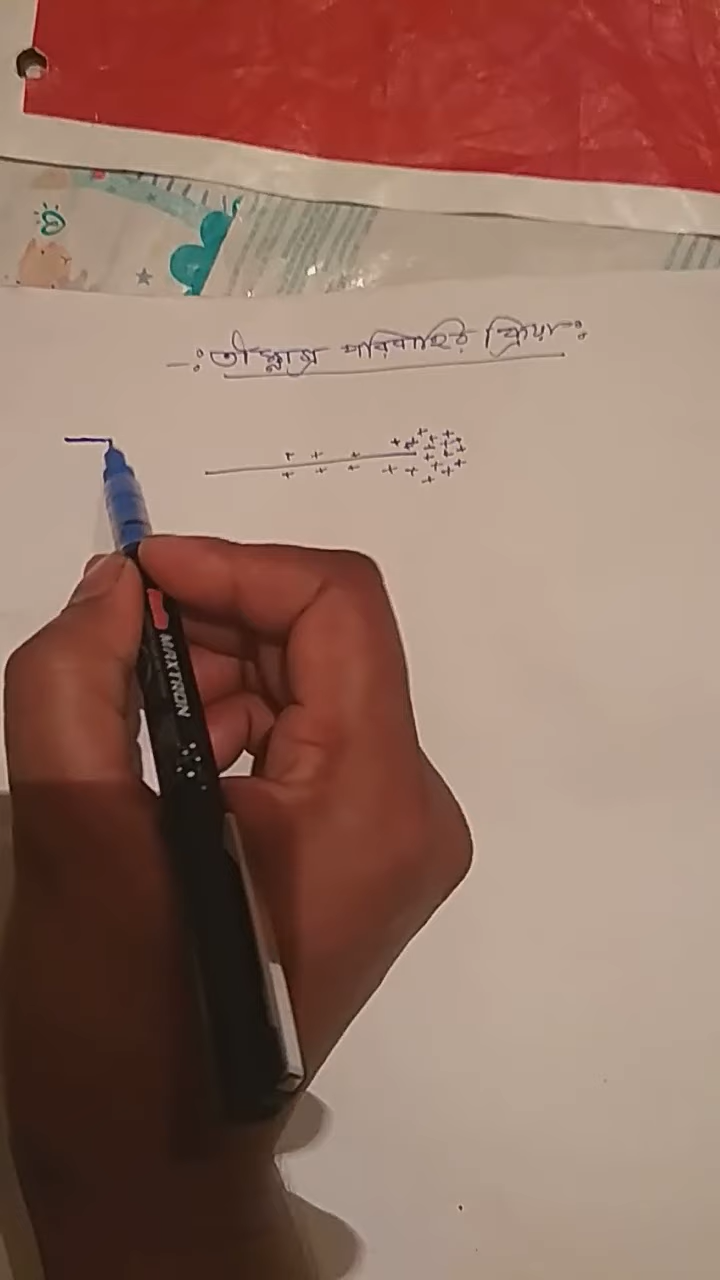 -: তীক্ষ্ণাগ্র পরিবাহির ক্রিয়া :
+ + + + + + + + + + + + +
+ + + + + + + + +
MAXTRON